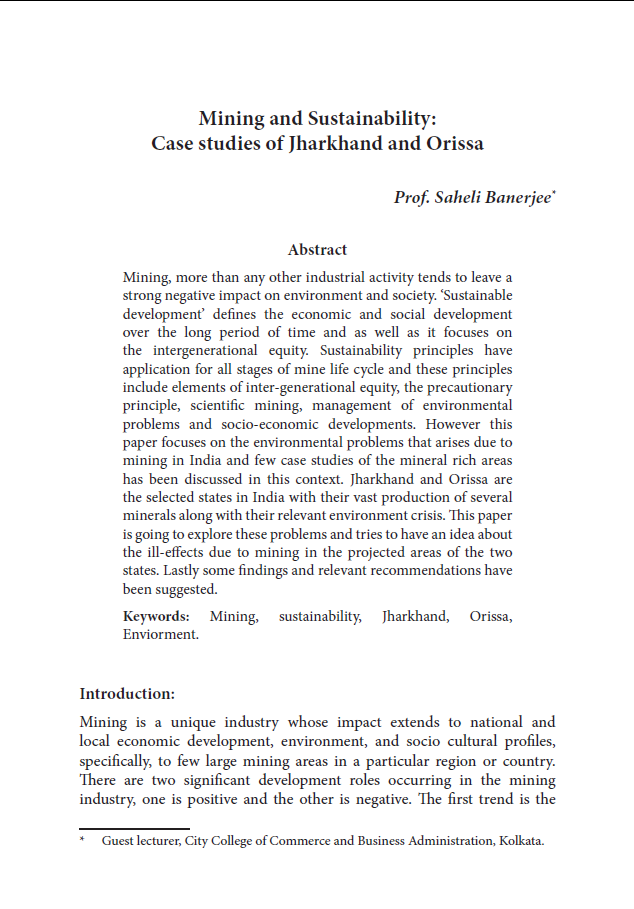 Mining and Sustainability:
Case studies of Jharkhand and Orissa
Prof. Saheli Banerjee*
Abstract
Mining, more than any other industrial activity tends to leave a
strong negative impact on environment and society. ‘Sustainable
development’ defines the economic and social development
over the long period of time and as well as it focuses on
the intergenerational equity. Sustainability principles have
application for all stages of mine life cycle and these principles
include elements of inter-generational equity, the precautionary
principle, scientific mining, management of environmental
problems and socio-economic developments. However this
paper focuses on the environmental problems that arises due to
mining in India and few case studies of the mineral rich areas
has been discussed in this context. Jharkhand and Orissa are
the selected states in India with their vast production of several
minerals along with their relevant environment crisis. This paper
is going to explore these problems and tries to have an idea about
the ill-effects due to mining in the projected areas of the two
states. Lastly some findings and relevant recommendations have
been suggested.
Keywords: Mining, sustainability, Jharkhand, Orissa,
Enviorment.
Introduction:
Mining is a unique industry whose impact extends to national and
local economic development, environment, and socio cultural profiles,
specifically, to few large mining areas in a particular region or country.
There are two significant development roles occurring in the mining
industry, one is positive and the other is negative. The first trend is the
* Guest lecturer, City College of Commerce and Business Administration, Kolkata.